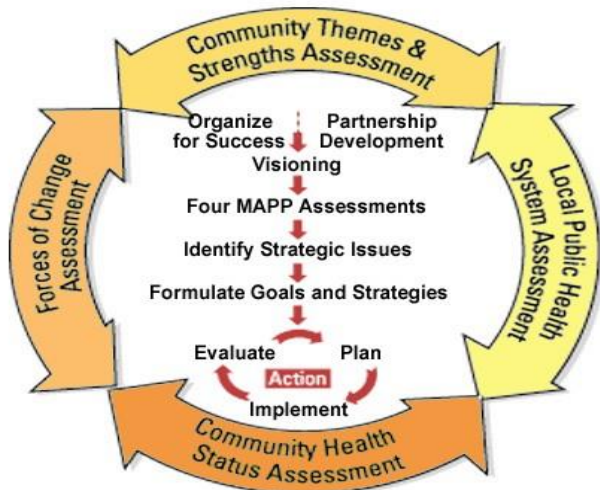 Community Themes &
Strengths Assessment
Organize
for Success
Partnership
Development
Visioning
Four MAPP Assessments
Identify Strategic Issues
Formulate Goals and Strategies
Evaluate
Plan
Action
Implement
Forces of Change
Assessment
Local Public Health
System Assessment
Community Health
Status Assessment